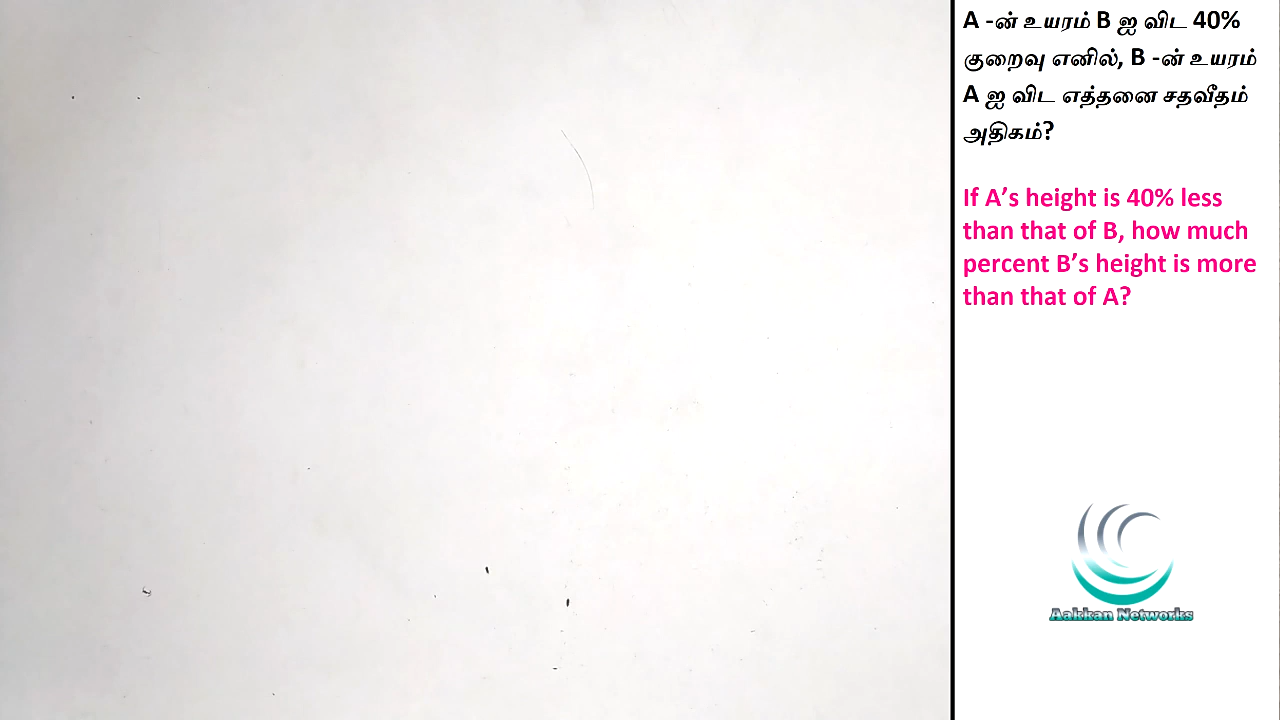 A -ன் உயரம் B ஐ விட 40%
குறைவு எனில், B -ன் உயரம்
A ஐ விட எத்தனை சதவீதம்
அதிகம்?
If A’s height is 40% less
than that of B, how much
percent B’s height is more
than that of A?
Aakkan Networks